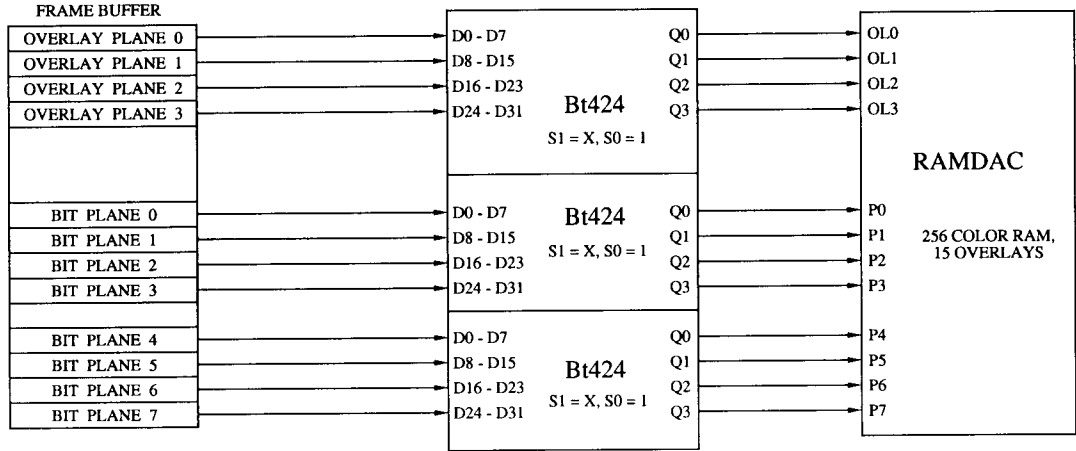 FRAME BUFFER
OVERLAY PLANE 0
OVERLAY PLANE 1
OVERLAY PLANE 2
OVERLAY PLANE 3
BIT PLANE 0
BIT PLANE 1
BIT PLANE 2
BIT PLANE 3
BIT PLANE 4
BIT PLANE 5
BIT PLANE 6
BIT PLANE 7
D0 - D7
D8 - D15
D16 - D23
D24 - D31
Bt424
S1 = X, S0 = 1
Q0
Q1
Q2
Q3
D0 - D7
D8 - D15
D16 - D23
D24 - D31
Bt424
S1 = X, S0 = 1
Q0
Q1
Q2
Q3
D0 - D7
D8 - D15
D16 - D23
D24 - D31
Bt424
S1 = X, S0 = 1
Q0
Q1
Q2
Q3
OL0
OL1
OL2
OL3
RAMDAC
P0
P1
P2
P3
256 COLOR RAM,
15 OVERLAYS
P4
P5
P6
P7